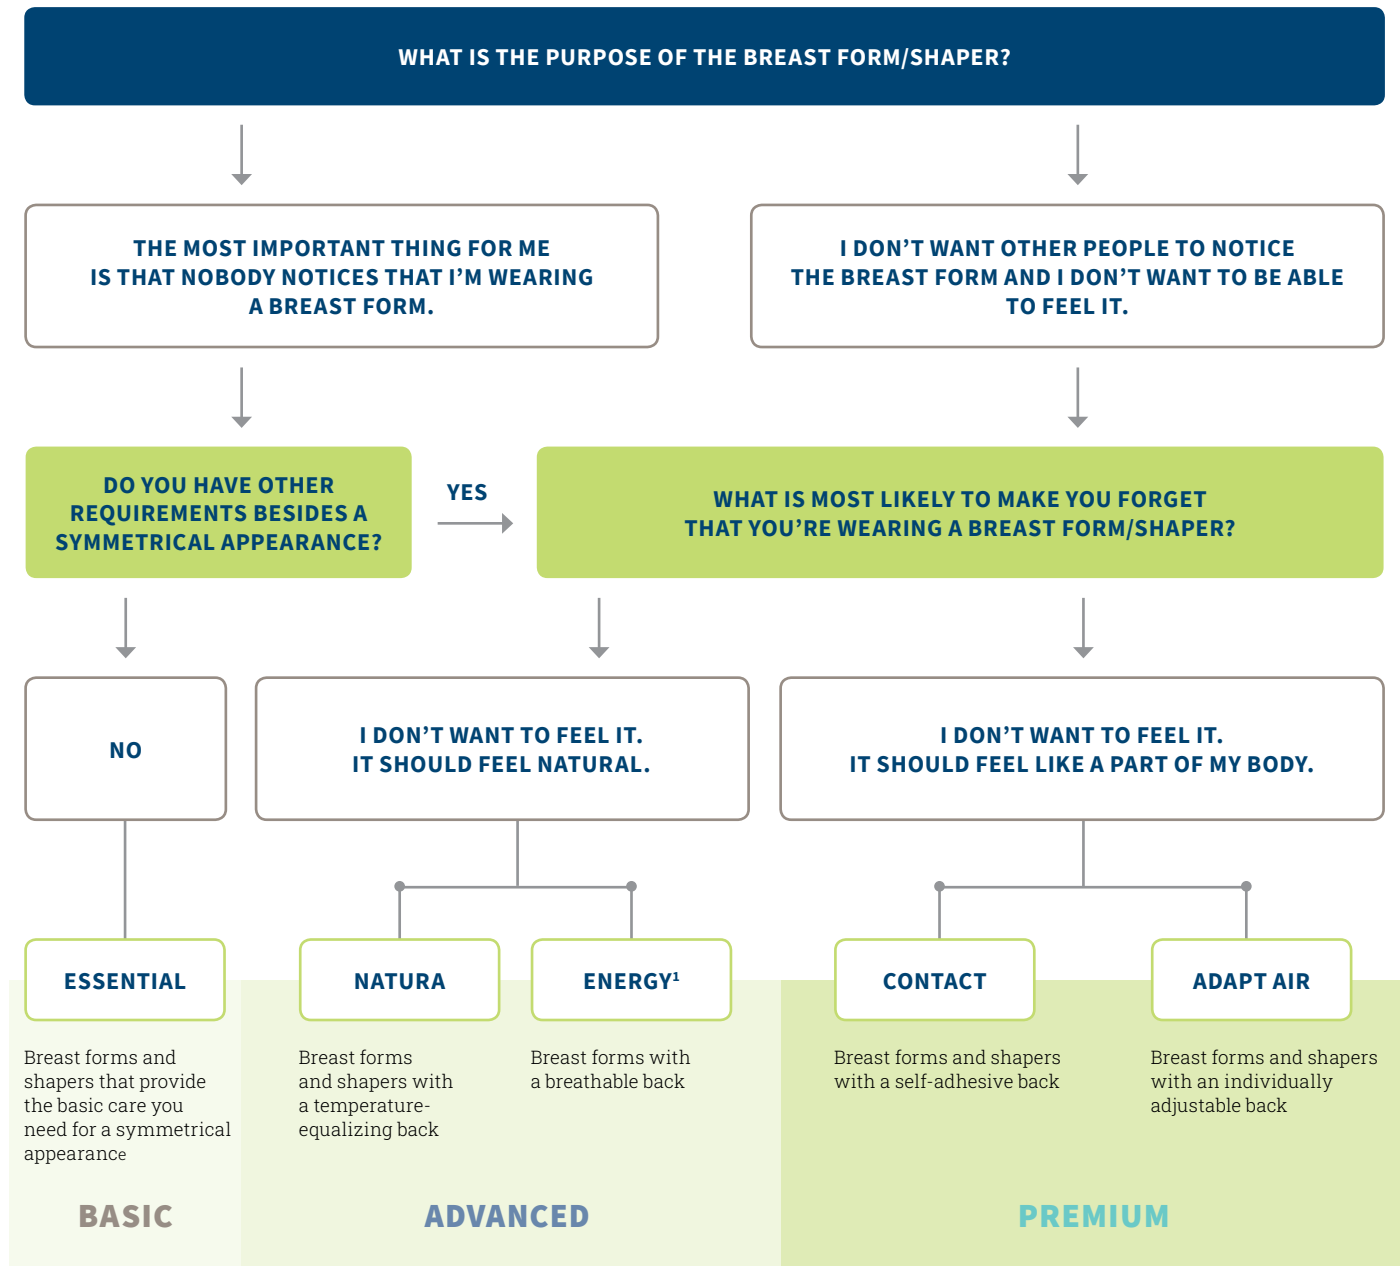 WHAT IS THE PURPOSE OF THE BREAST FORM/SHAPER?
THE MOST IMPORTANT THING FOR ME
IS THAT NOBODY NOTICES THAT I’M WEARING
A BREAST FORM.
I DON’T WANT OTHER PEOPLE TO NOTICE
THE BREAST FORM AND I DON’T WANT TO BE ABLE
TO FEEL IT.
DO YOU HAVE OTHER
REQUIREMENTS BESIDES A
SYMMETRICAL APPEARANCE?
YES
WHAT IS MOST LIKELY TO MAKE YOU FORGET
THAT YOU’RE WEARING A BREAST FORM/SHAPER?
NO
I DON’T WANT TO FEEL IT.
IT SHOULD FEEL NATURAL.
I DON’T WANT TO FEEL IT.
IT SHOULD FEEL LIKE A PART OF MY BODY.
ESSENTIAL
Breast forms and
shapers that provide
the basic care you
need for a symmetrical
appearance
NATURA
Breast forms
and shapers with
a temperature-
equalizing back
ENERGY¹
Breast forms with
a breathable back
CONTACT
Breast forms and shapers
with a self-adhesive back
ADAPT AIR
Breast forms and shapers
with an individually
adjustable back
BASIC
ADVANCED
PREMIUM